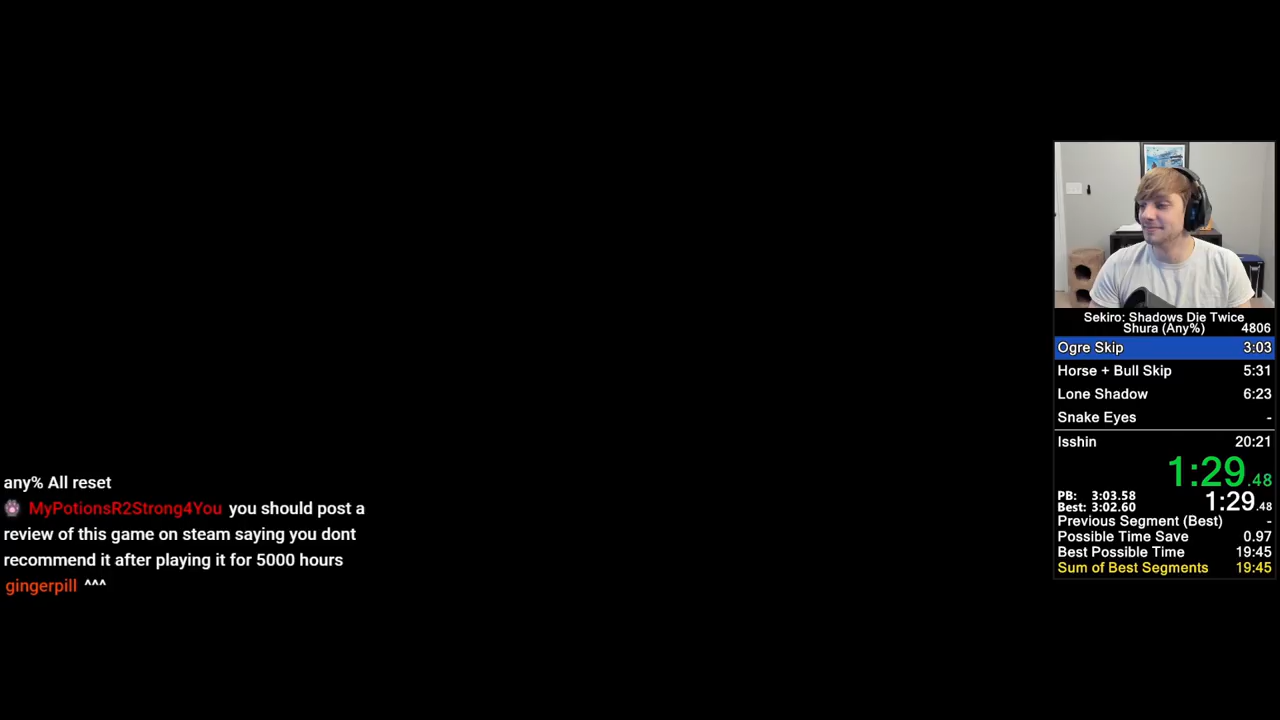 any% All reset
MyPotionsR2Strong4You you should post a
review of this game on steam saying you dont
recommend it after playing it for 5000 hours
gingerpill ^^^
Sekiro: Shadows Die Twice
Shura (Any%) 4806
Ogre Skip 3:03
Horse + Bull Skip 5:31
Lone Shadow 6:23
Snake Eyes -
Isshin 20:21
1:29.48
PB: 3:03.58
Best: 3:02.60 1:29.48
Previous Segment (Best) -
Possible Time Save 0.97
Best Possible Time 19:45
Sum of Best Segments 19:45